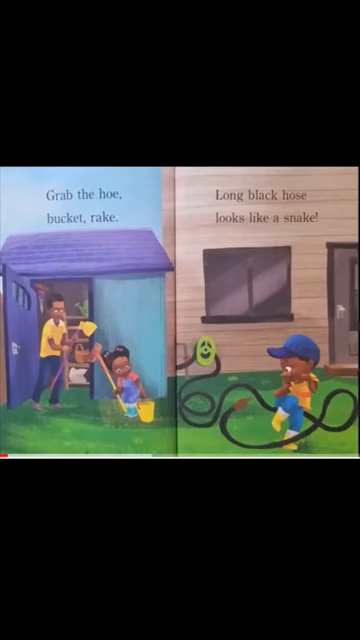 Grab the hoe,
bucket, rake.
Long black hose
looks like a snake!